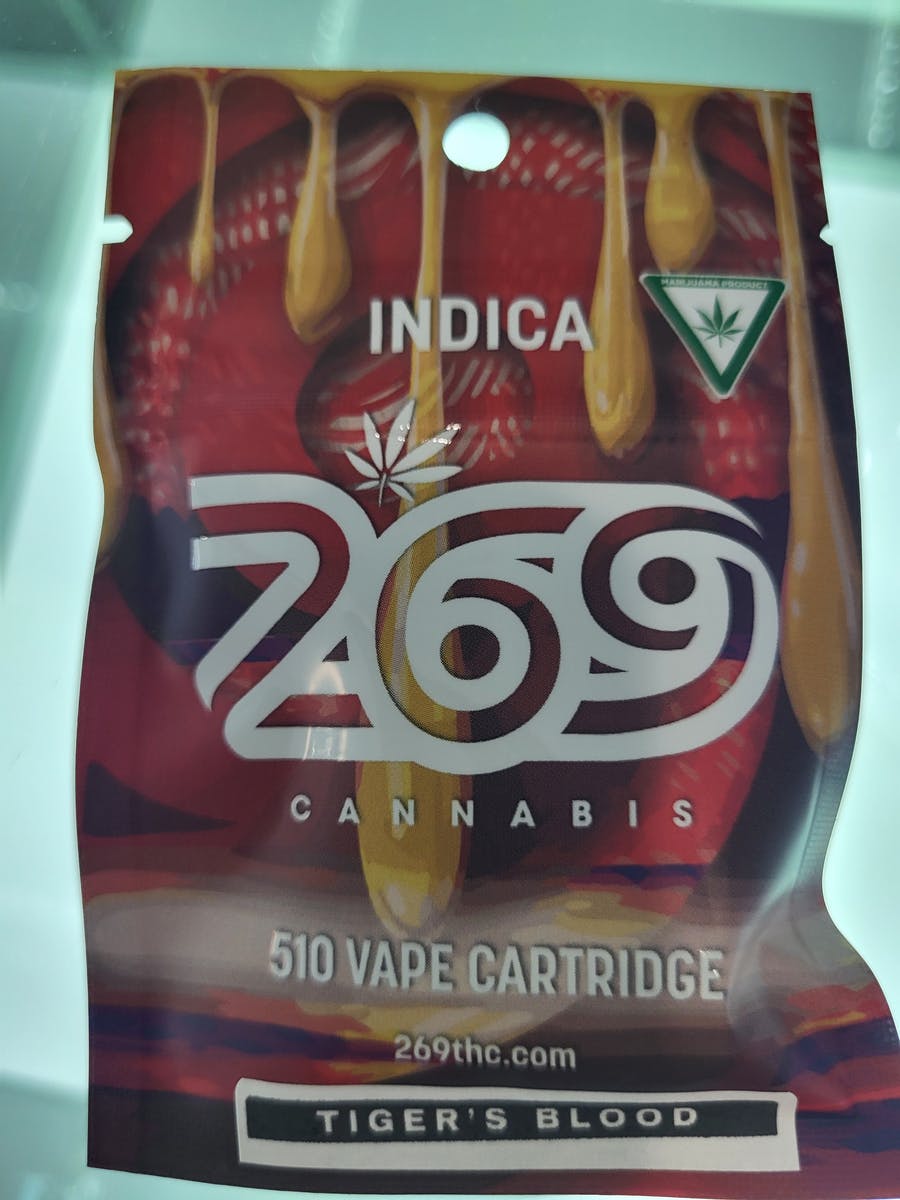 INDICA
MARIJUANA PRODUCT
269
CANNABIS
510 VAPE CARTRIDGE
269thc.com
TIGER'S BLOOD